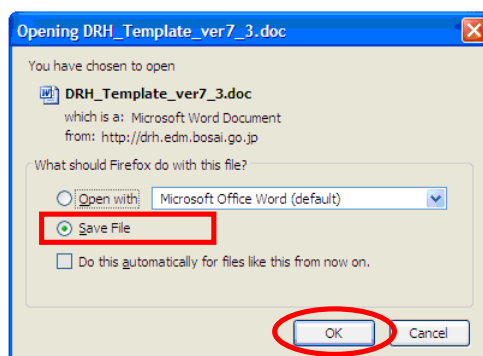 Opening DRH_Template_ver7_3.doc
You have chosen to open
DRH_Template_ver7_3.doc
which is a: Microsoft Word Document
from: http://drh.edm.bosai.go.jp
What should Firefox do with this file?
Open with Microsoft Office Word (default)
Save File
Do this automatically for files like this from now on.
OK Cancel